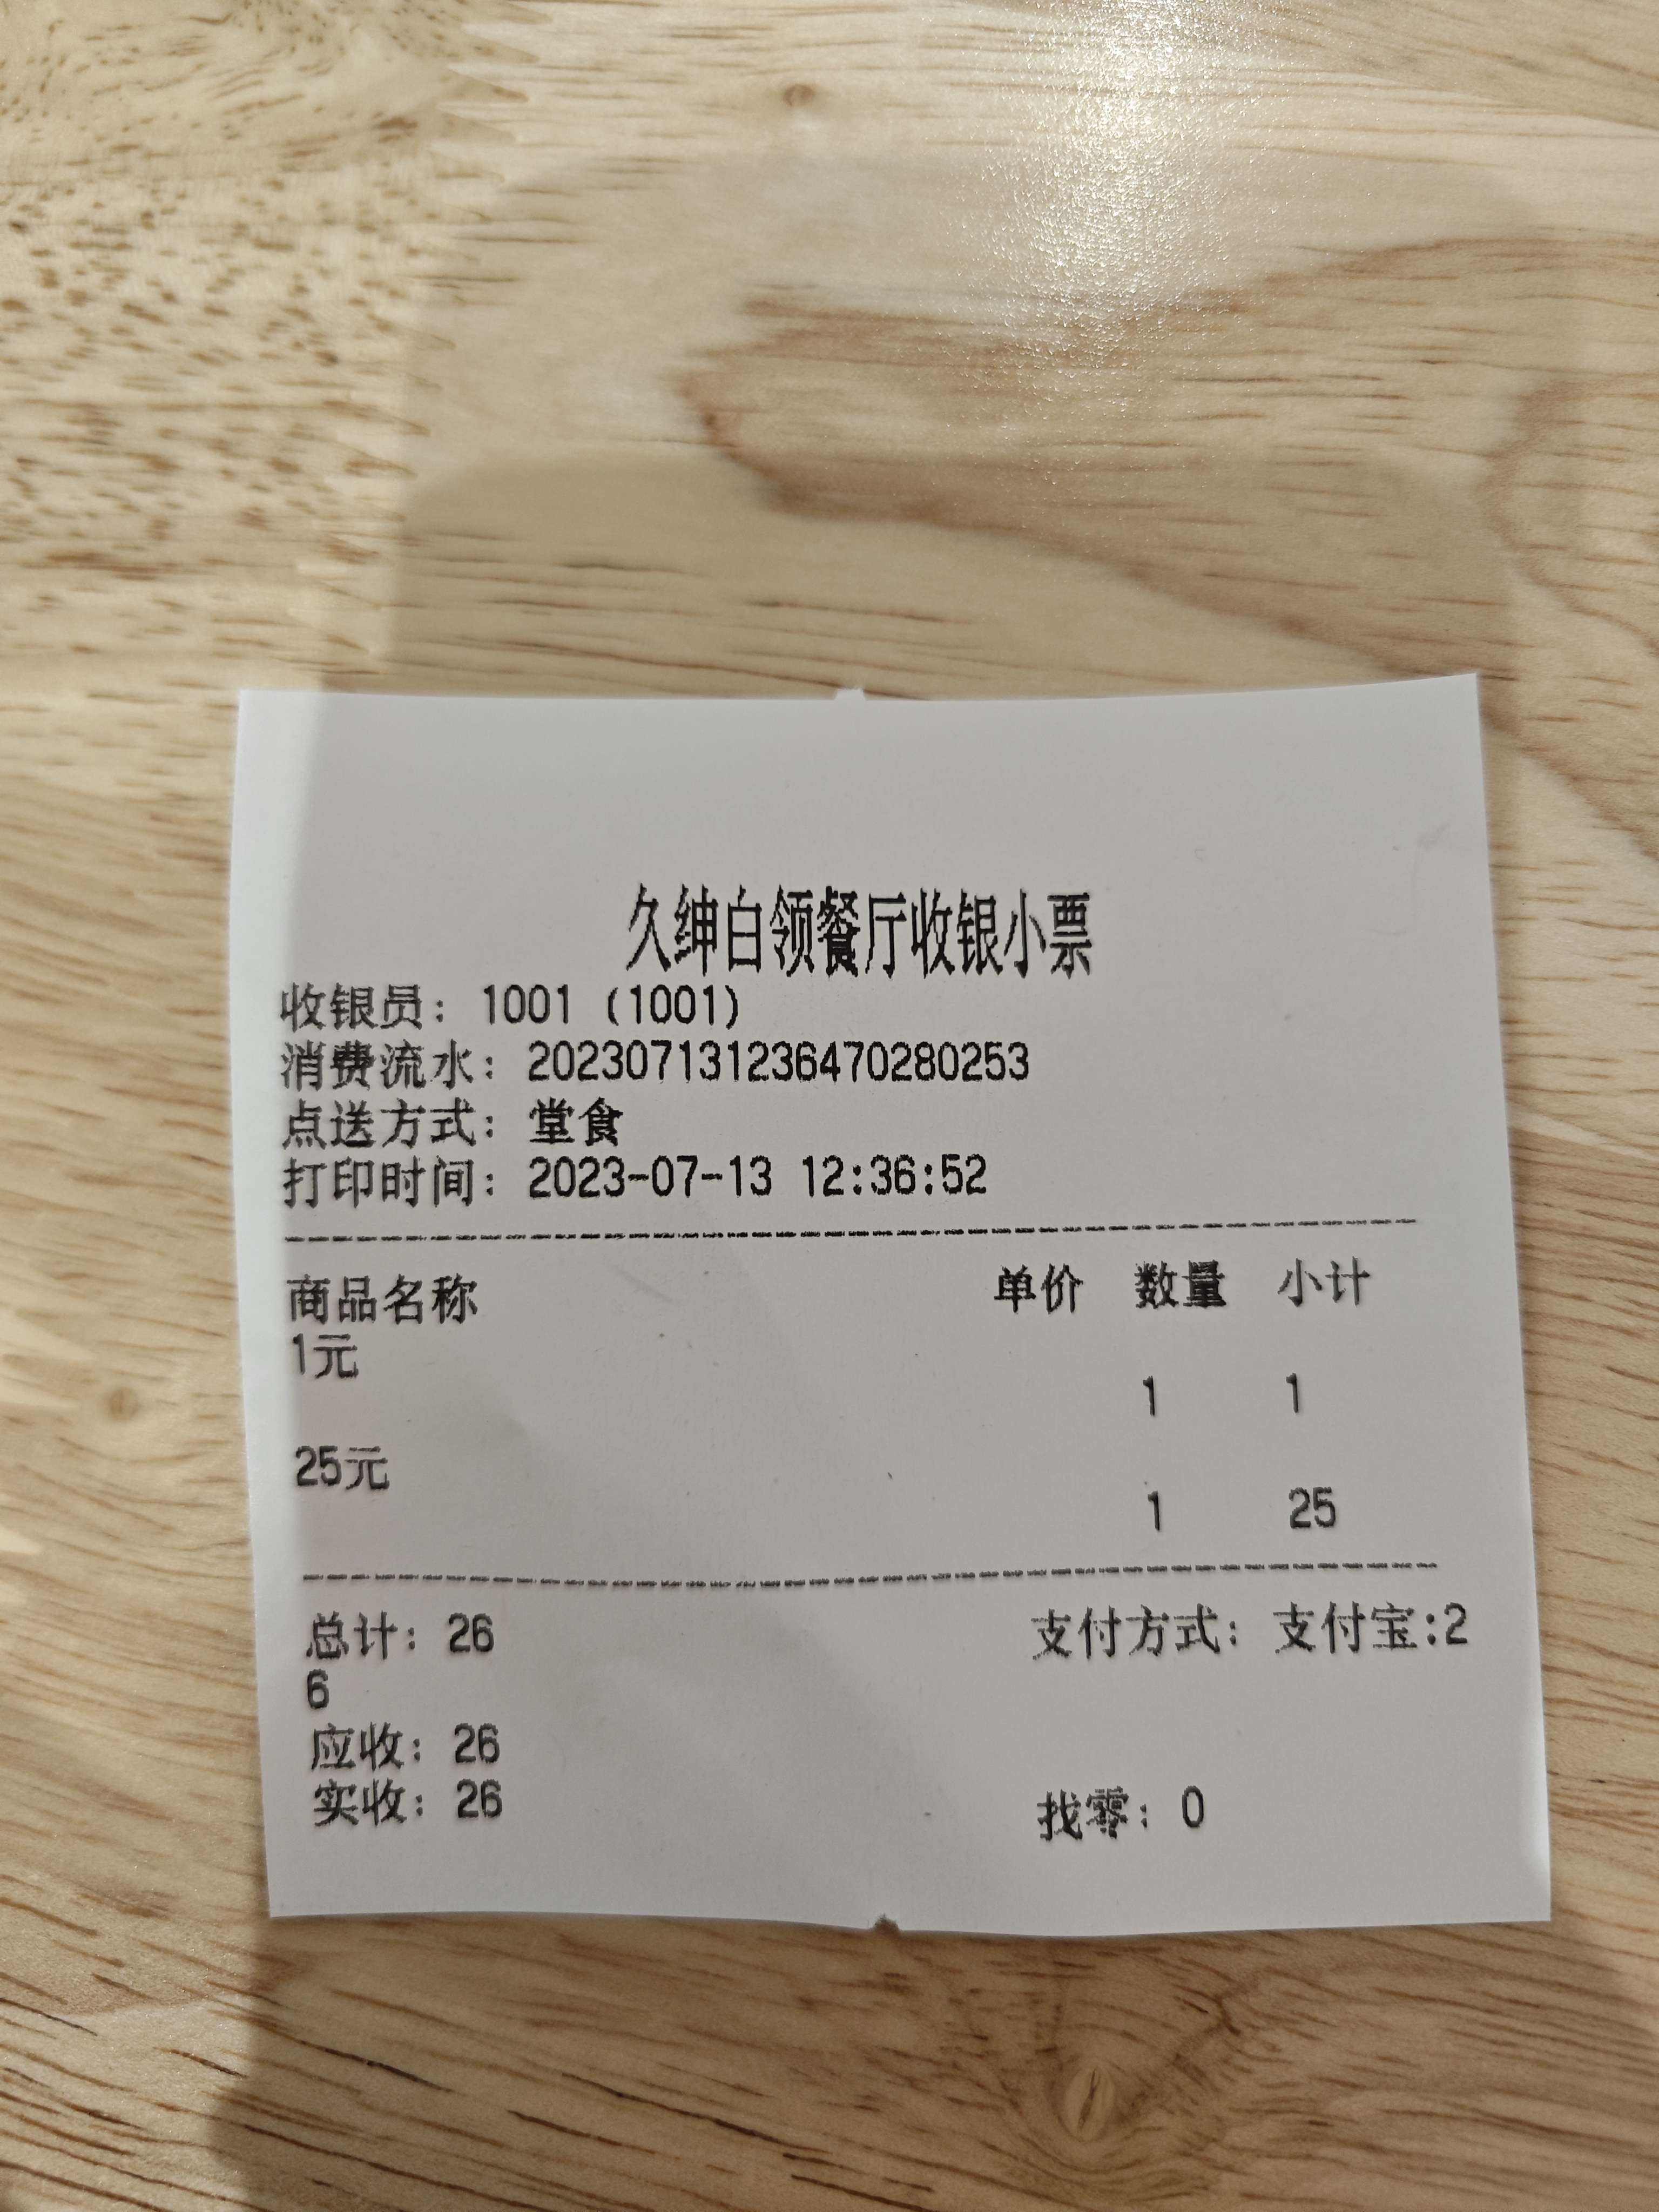 久绅白领餐厅收银小票
收银员：1001 (1001)
消费流水：202307131236470280253
点送方式：堂食
打印时间：2023-07-13 12:36:52
商品名称 单价 数量 小计
1元
1 1
25元
1 25
总计：26 支付方式：支付宝:2
6
应收：26
实收：26 找零：0